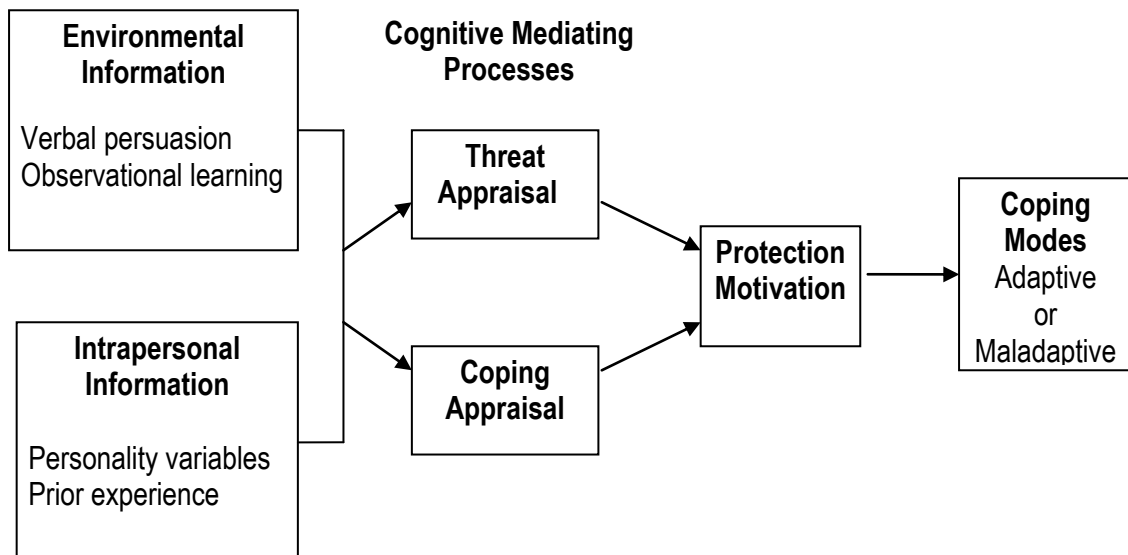 Environmental
Information
Verbal persuasion
Observational learning
Intrapersonal
Information
Personality variables
Prior experience
Cognitive Mediating
Processes
Threat
Appraisal
Coping
Appraisal
Protection
Motivation
Coping
Modes
Adaptive
or
Maladaptive